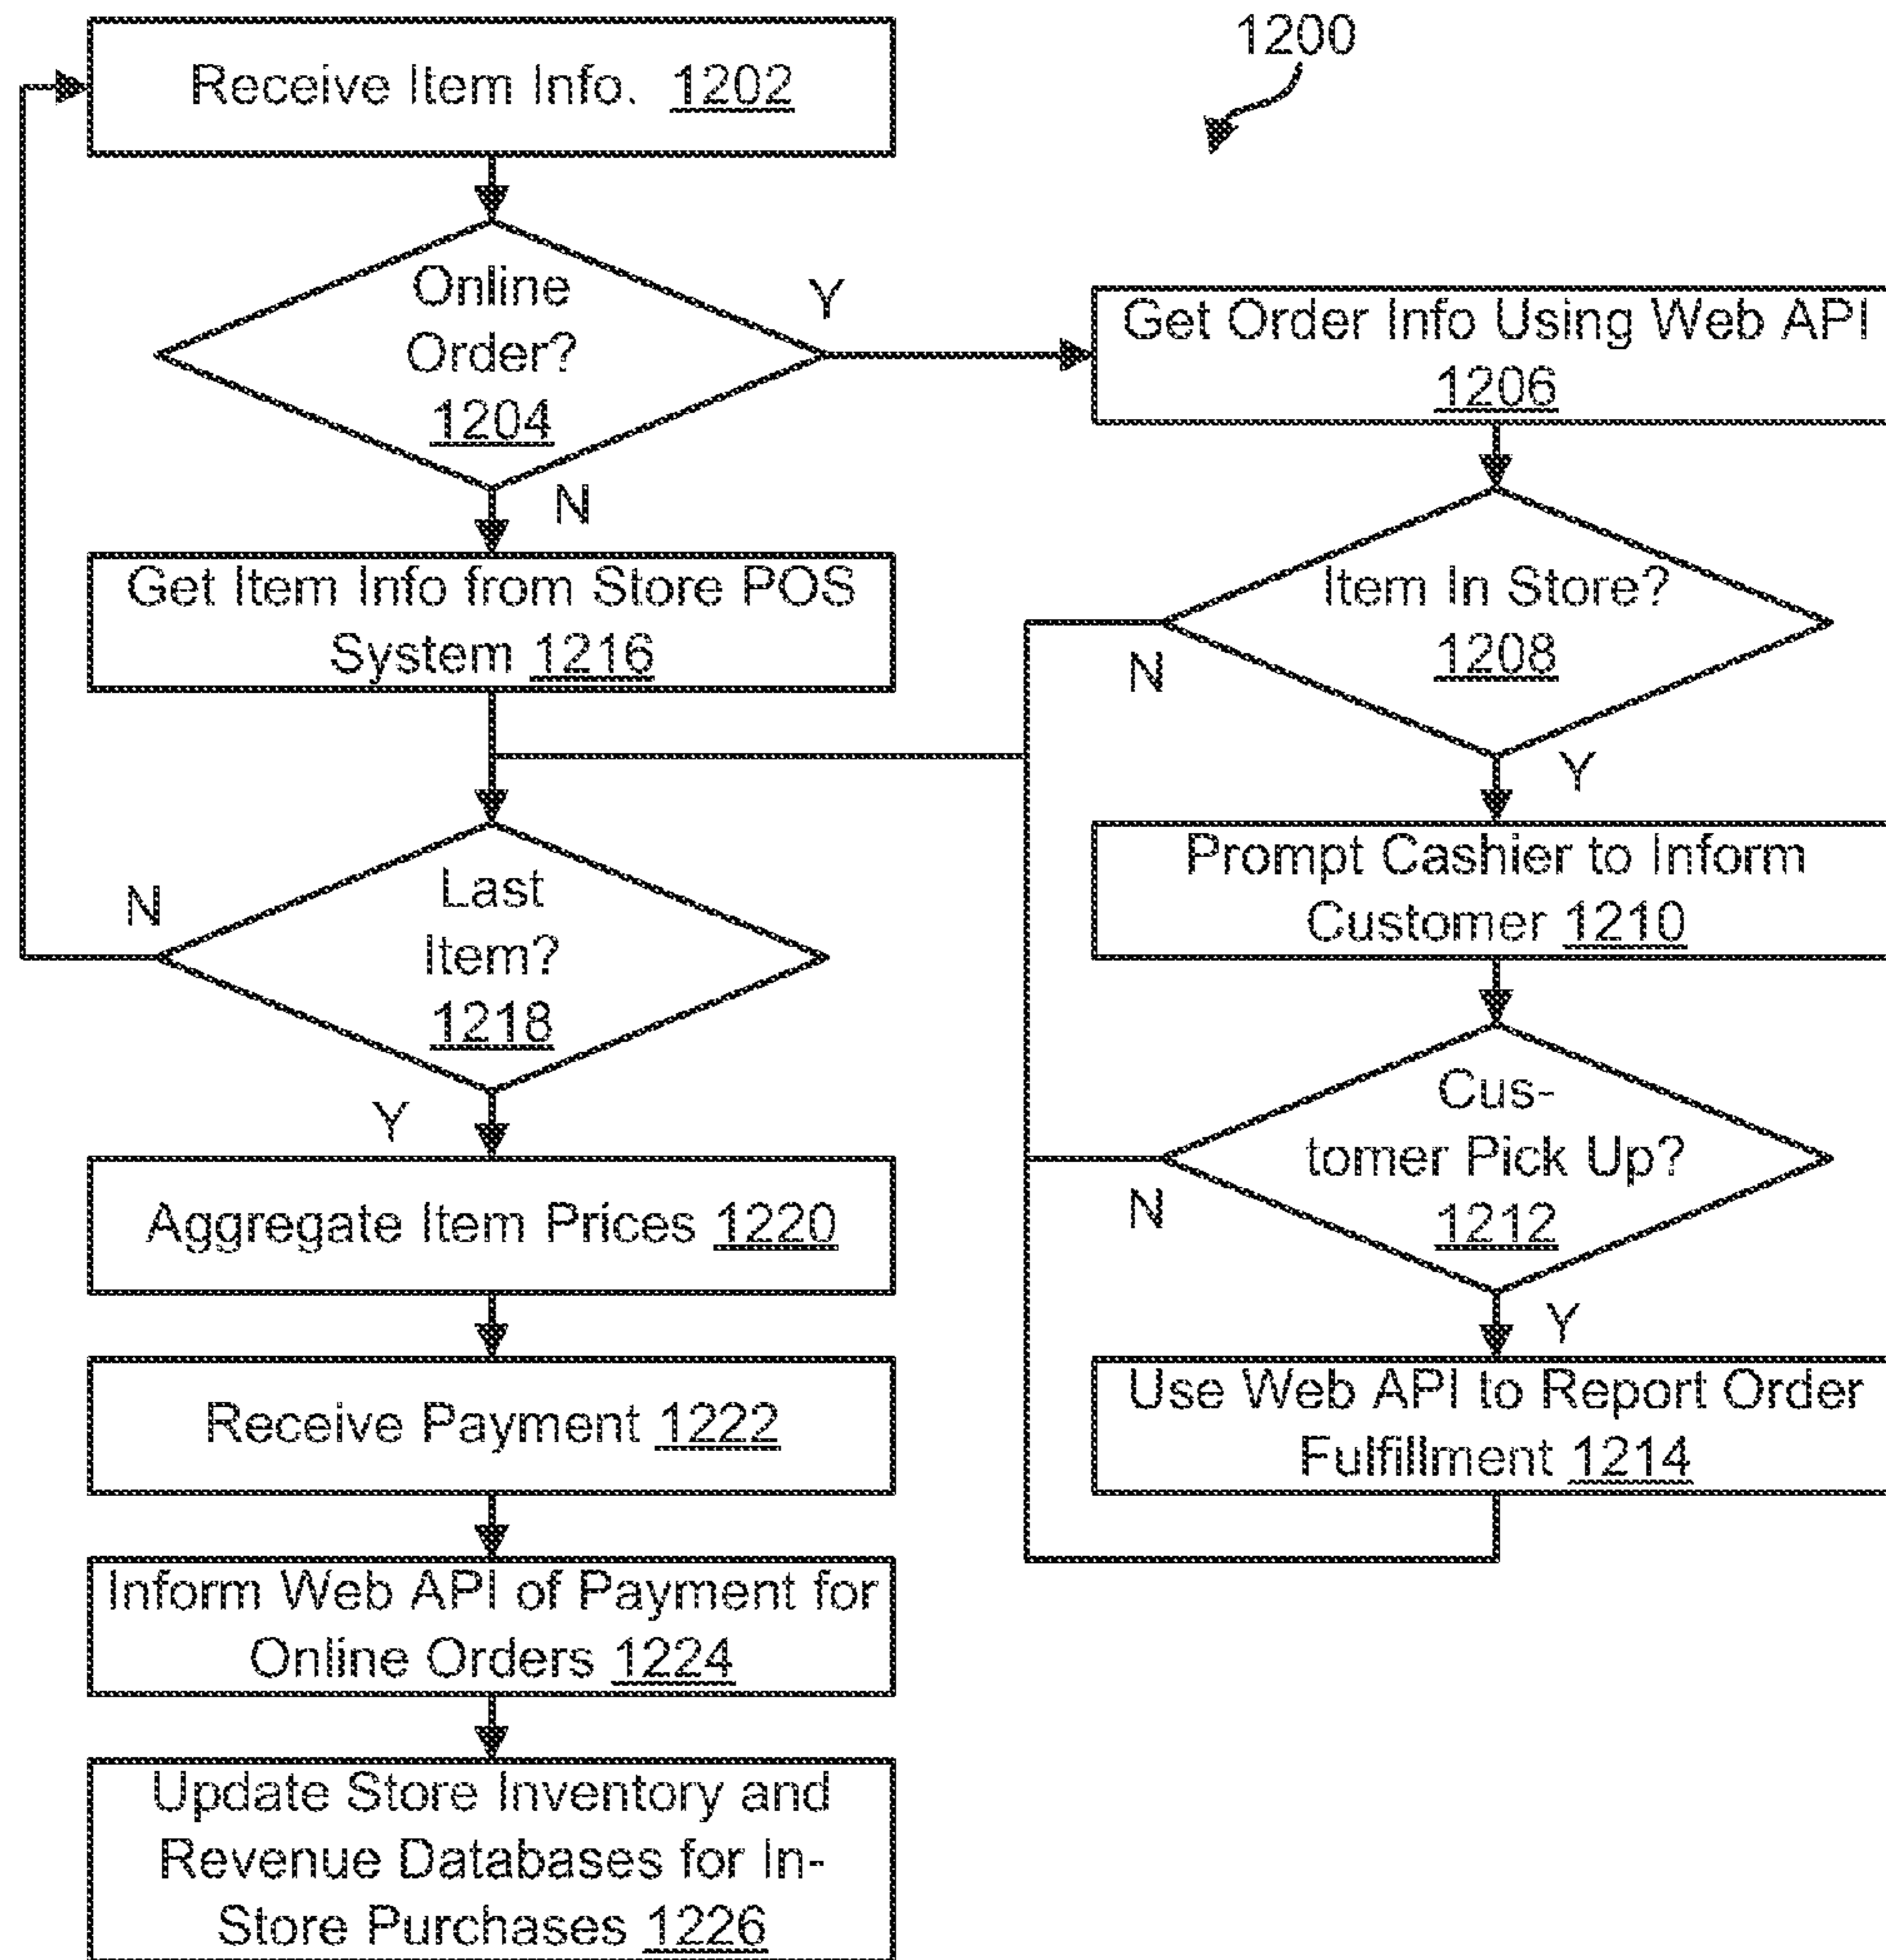 1200
Receive Item Info. 1202
Online
Order?
1204
Y
N
Get Order Info Using Web API
1206
Item In Store?
1208
N
Y
Prompt Cashier to Inform
Customer 1210
Cus-
tomer Pick Up?
1212
N
Y
Use Web API to Report Order
Fulfillment 1214
Get Item Info from Store POS
System 1216
Last
Item?
1218
N
Y
Aggregate Item Prices 1220
Receive Payment 1222
Inform Web API of Payment for
Online Orders 1224
Update Store Inventory and
Revenue Databases for In-
Store Purchases 1226